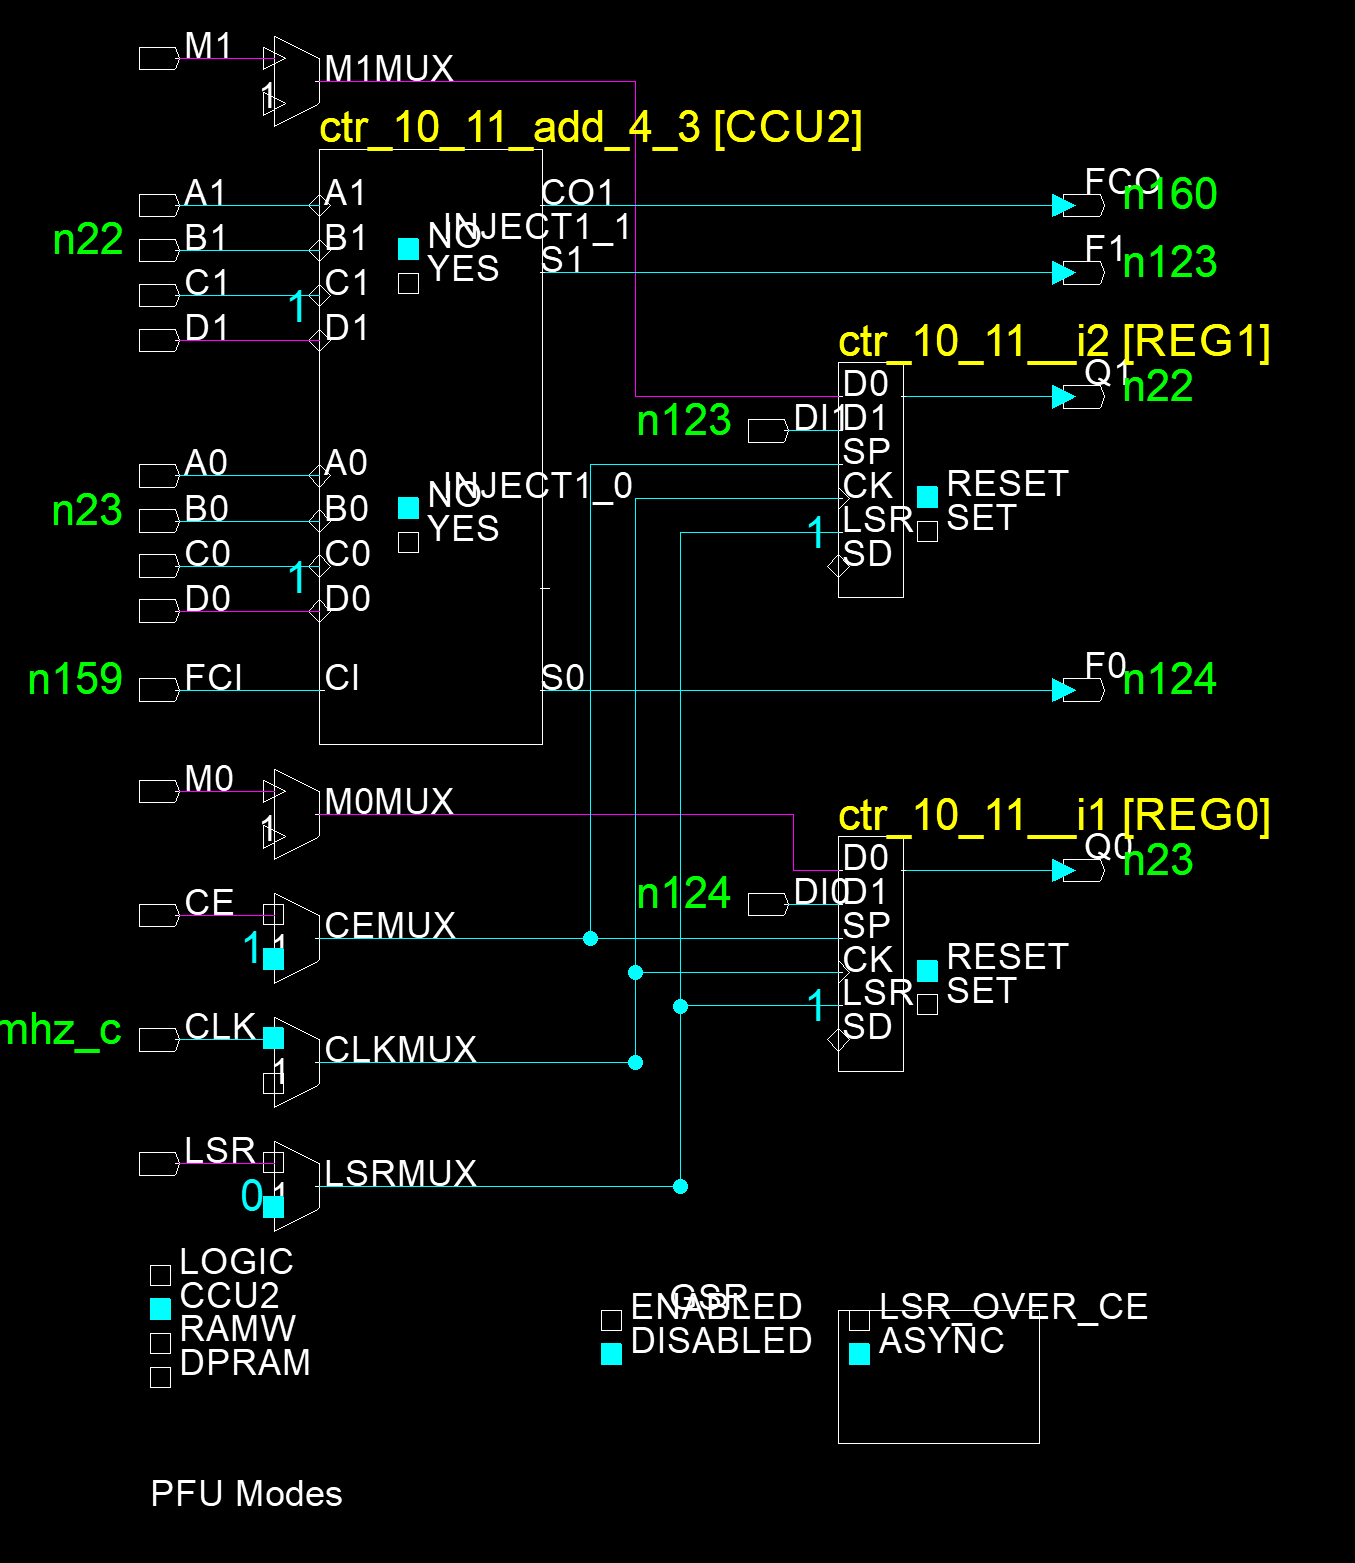 M1
M1MUX
1
ctr_10_11_add_4_3 [CCU2]
A1 A1 CO1 FCO n160
INJECT1_1
n22 B1 B1 NO
YES S1 F1 n123
C1 1 C1
D1 D1
ctr_10_11__i2 [REG1]
D0 Q1 n22
n123 DI1 D1
SP
A0 A0
INJECT1_0
NO
CK RESET
n23 B0 B0
YES
1 LSR SET
C0 1 C0
SD
D0 D0
n159 FCI CI S0 F0 n124
M0
M0MUX
1
ctr_10_11__i1 [REG0]
D0 Q0 n23
n124 DI0 D1
CE
1 1 CEMUX SP
CK RESET
1 LSR SET
mhz_c CLK SD
1 CLKMUX
LSR
0 1 LSRMUX
LOGIC
CCU2
RAMW
DPRAM
GSR
ENABLED
DISABLED
LSR_OVER_CE
ASYNC
PFU Modes